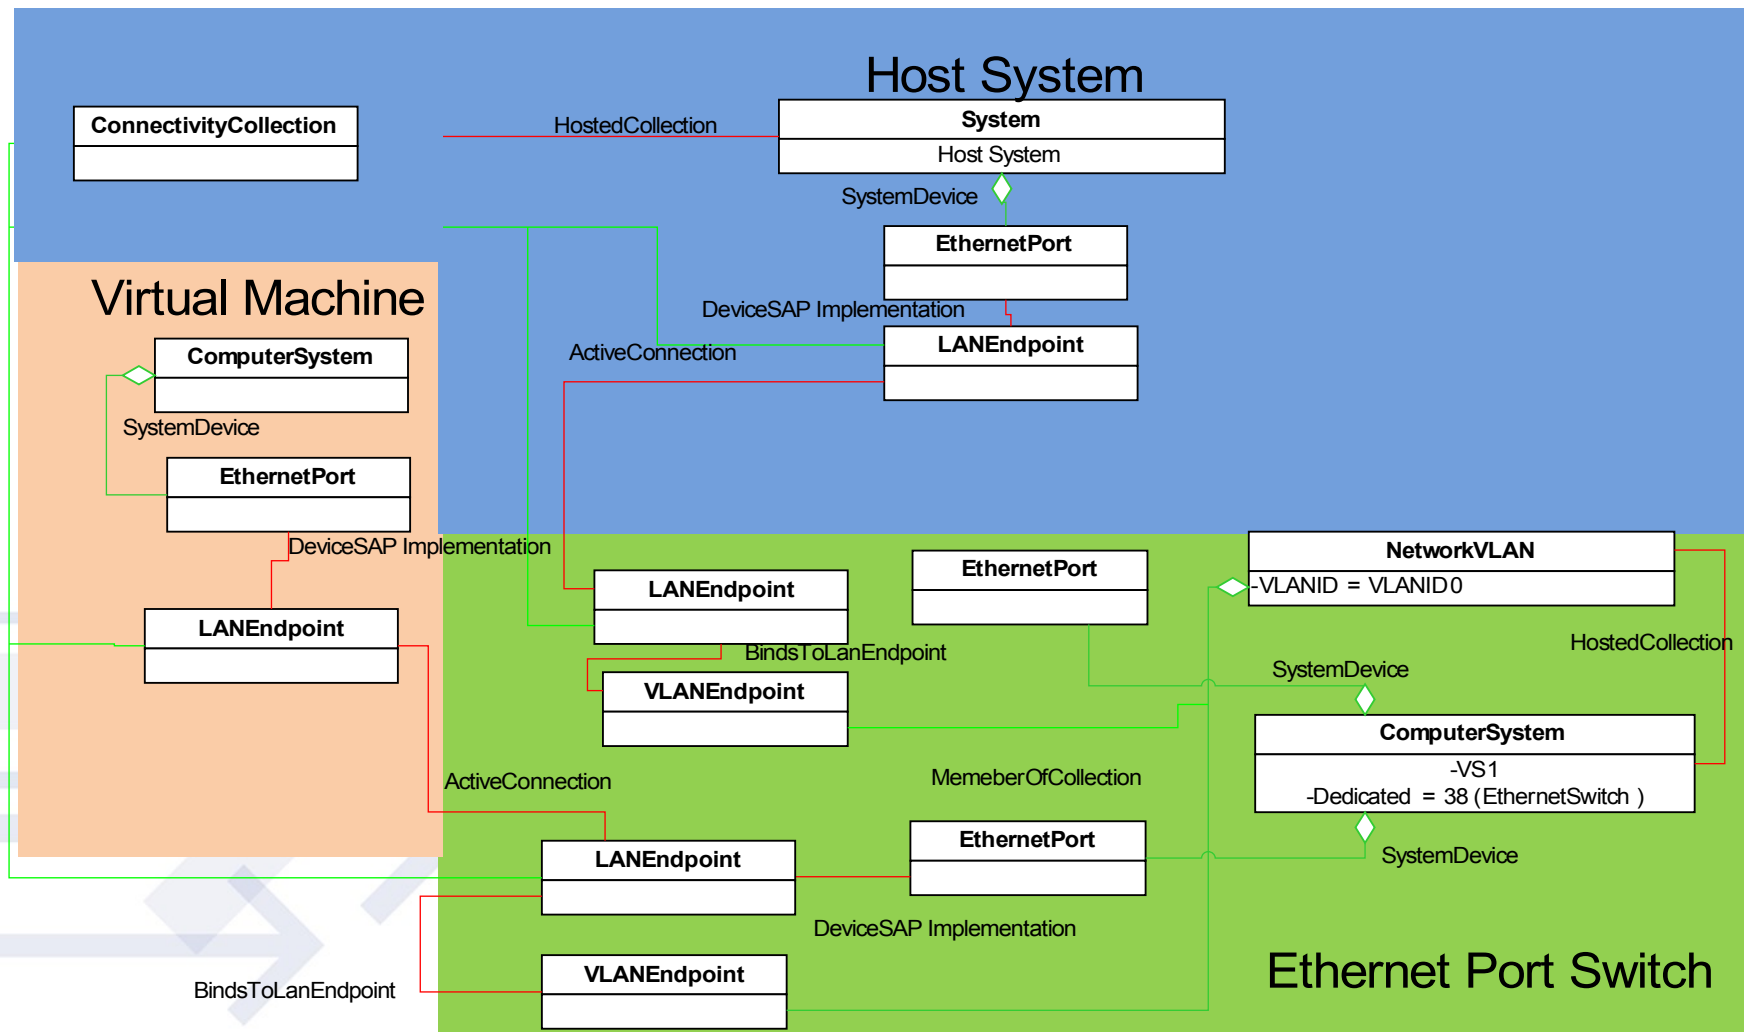 Host System
ConnectivityCollection
HostedCollection
System
Host System
SystemDevice
EthernetPort
DeviceSAP Implementation
LANEndpoint
ActiveConnection
Virtual Machine
ComputerSystem
SystemDevice
EthernetPort
DeviceSAP Implementation
LANEndpoint
LANEndpoint
BindsToLanEndpoint
VLANEndpoint
EthernetPort
NetworkVLAN
-VLANID = VLANID0
HostedCollection
SystemDevice
ComputerSystem
-VS1
-Dedicated = 38 (EthernetSwitch )
SystemDevice
ActiveConnection
MemeberOfCollection
EthernetPort
LANEndpoint
DeviceSAP Implementation
VLANEndpoint
BindsToLanEndpoint
Ethernet Port Switch